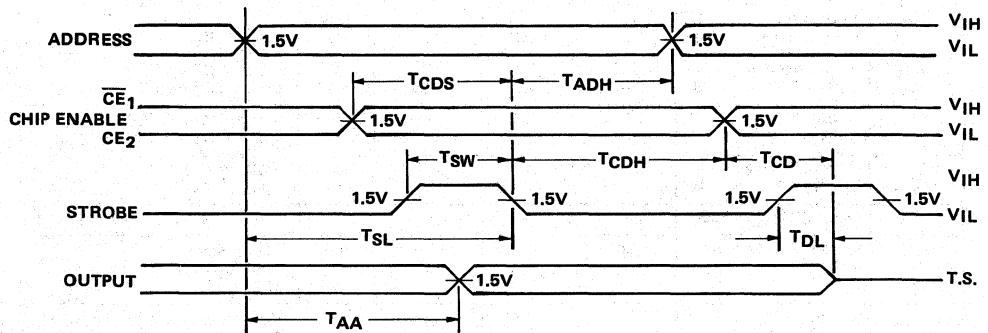 ADDRESS 1.5V 1.5V VIH
VIL
TCDS TADH
CE1 VIH
CHIP ENABLE 1.5V 1.5V
CE2 VIL
TSW TCDH TCD
VIH
STROBE 1.5V 1.5V 1.5V 1.5V VIL
TSL TDL
OUTPUT 1.5V T.S.
TAA